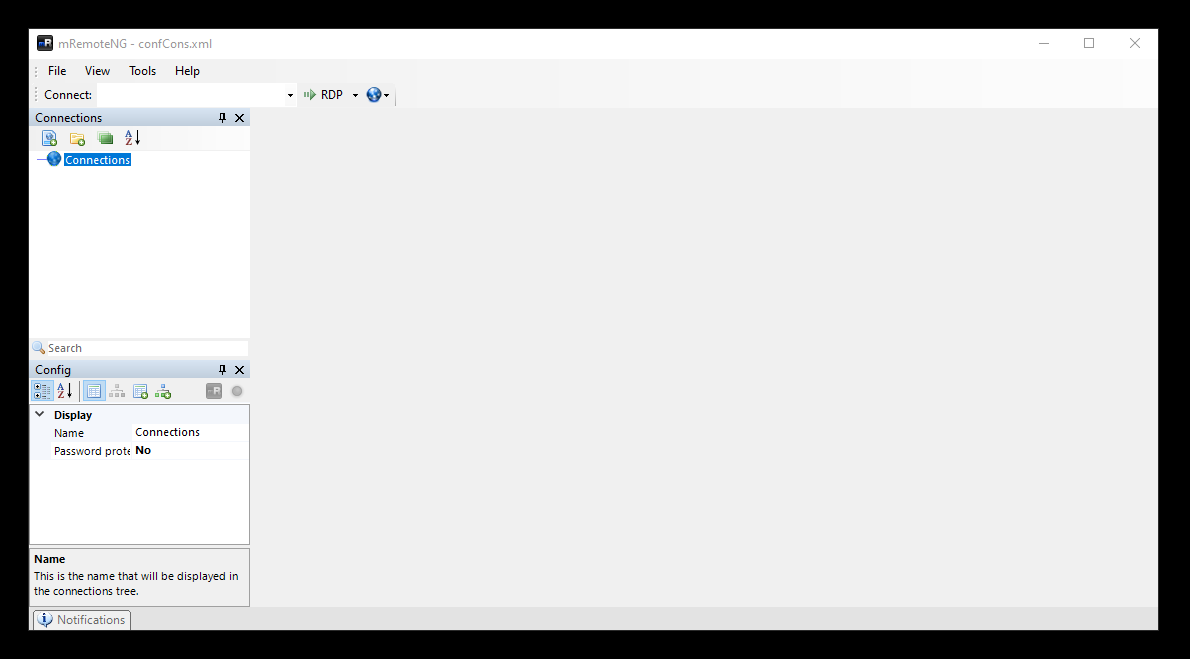 mRemoteNG - confCons.xml
File View Tools Help
Connect: RDP
Connections
Connections
Search
Config
Display
Name Connections
Password prote No
Name
This is the name that will be displayed in
the connections tree.
Notifications